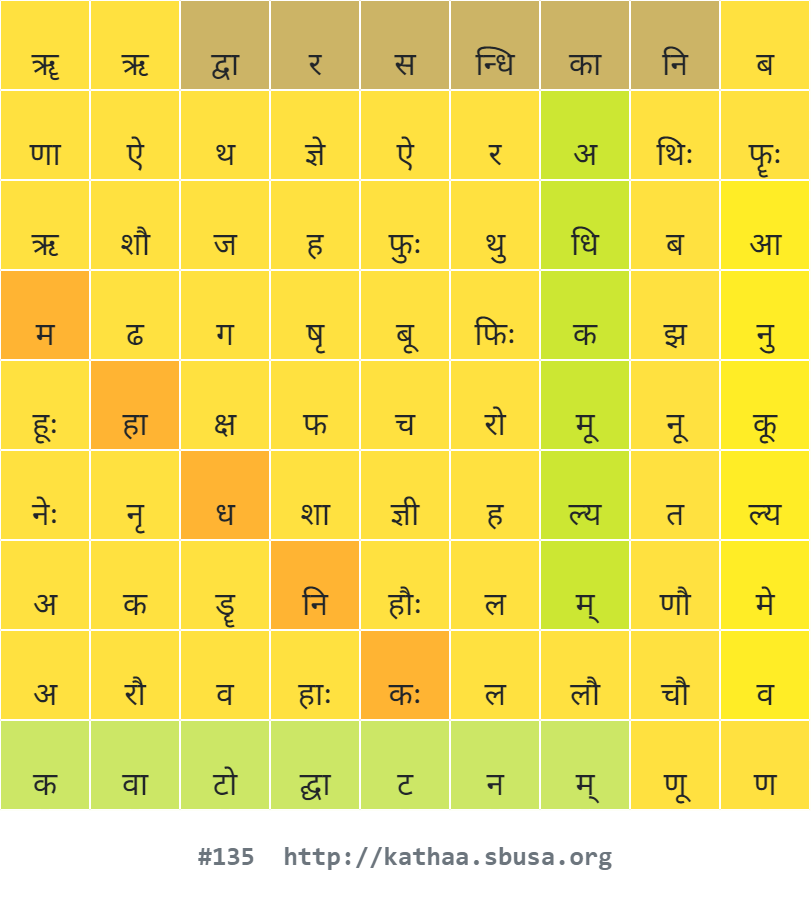 ॠ ऋ द्वा र स न्धि का नि ब
णा ऐ थ ज्ञे ऐ र अ थिः फॄः
ऋ शौ ज ह फुः थु धि ब आ
म ढ ग षृ बू फिः क झ नु
हूः हा क्ष फ च रो मू नू कू
नेः नृ ध शा ज्ञी ह ल्य त ल्य
अ क डॄ नि हौः ल म् णौ मे
अ रौ व हाः कः ल लौ चौ व
क वा टो द्घा ट न म् णू ण
#135 http://kathaa.sbusa.org